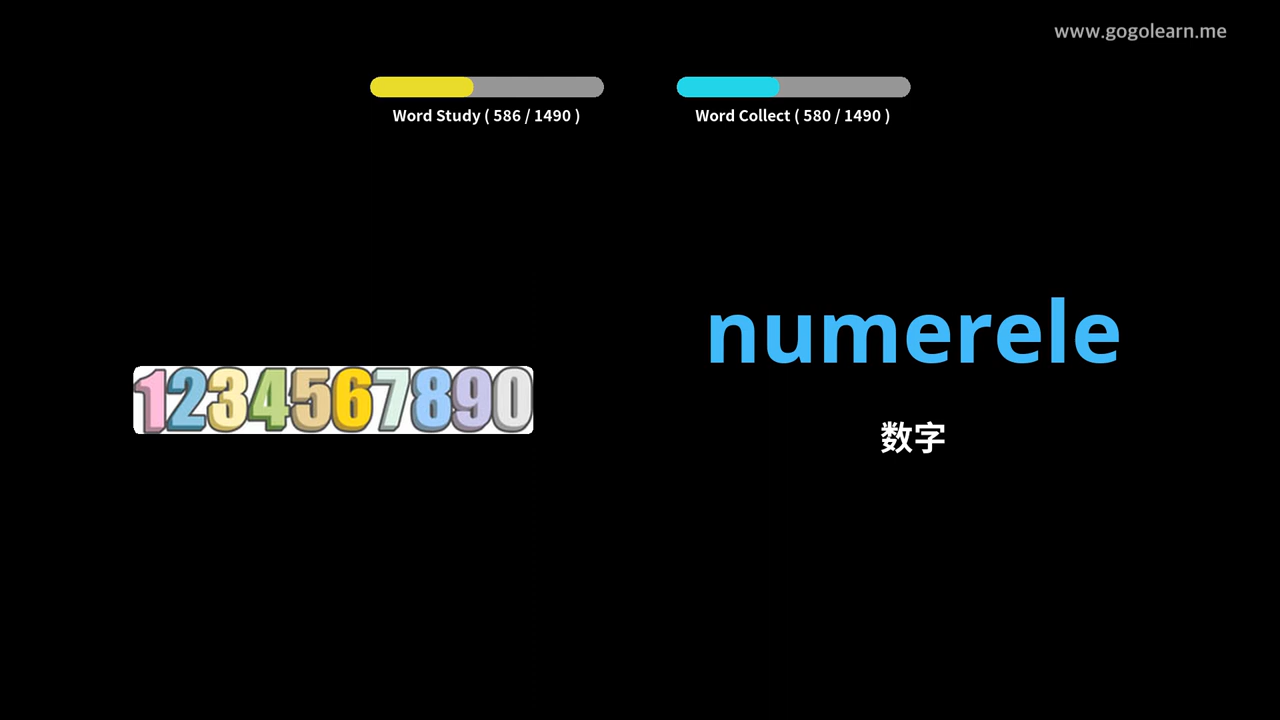 www.gogolearn.me
Word Study ( 586 / 1490 )
Word Collect ( 580 / 1490 )
numerele
1234567890
数字